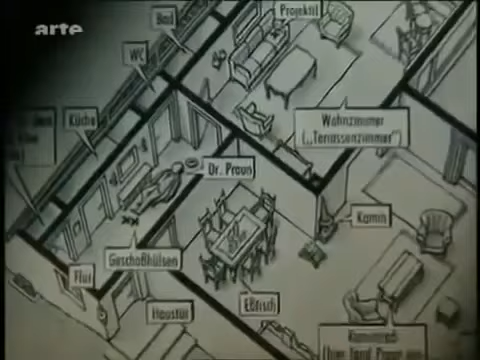 arte
Bad
Projektil
WC
Küche
Wohnzimmer
("Terrassenzimmer")
Dr. Praun
Kamin
Geschoßhülsen
Flur
Eßtisch
Haustür